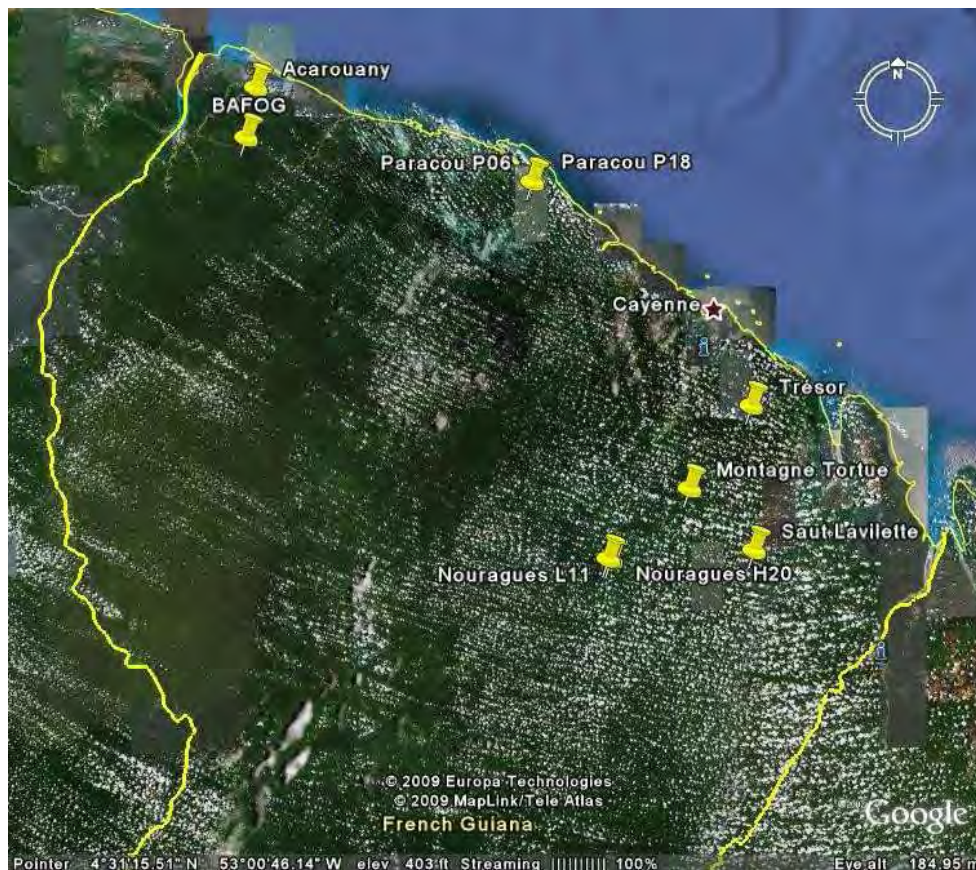 N
Acarouany
BAFOG
Paracou P06 Paracou P18
Cayenne
Trésor
Montagne Tortue
Saut Lavilette
Nouragues L11 Nouragues H20
© 2009 Europa Technologies
© 2009 MapLink/Tele Atlas
French Guiana
Google
Pointer 4°31'15.51" N 53°00'46.14" W elev 403 ft Streaming 100% Eye alt 184.95 m